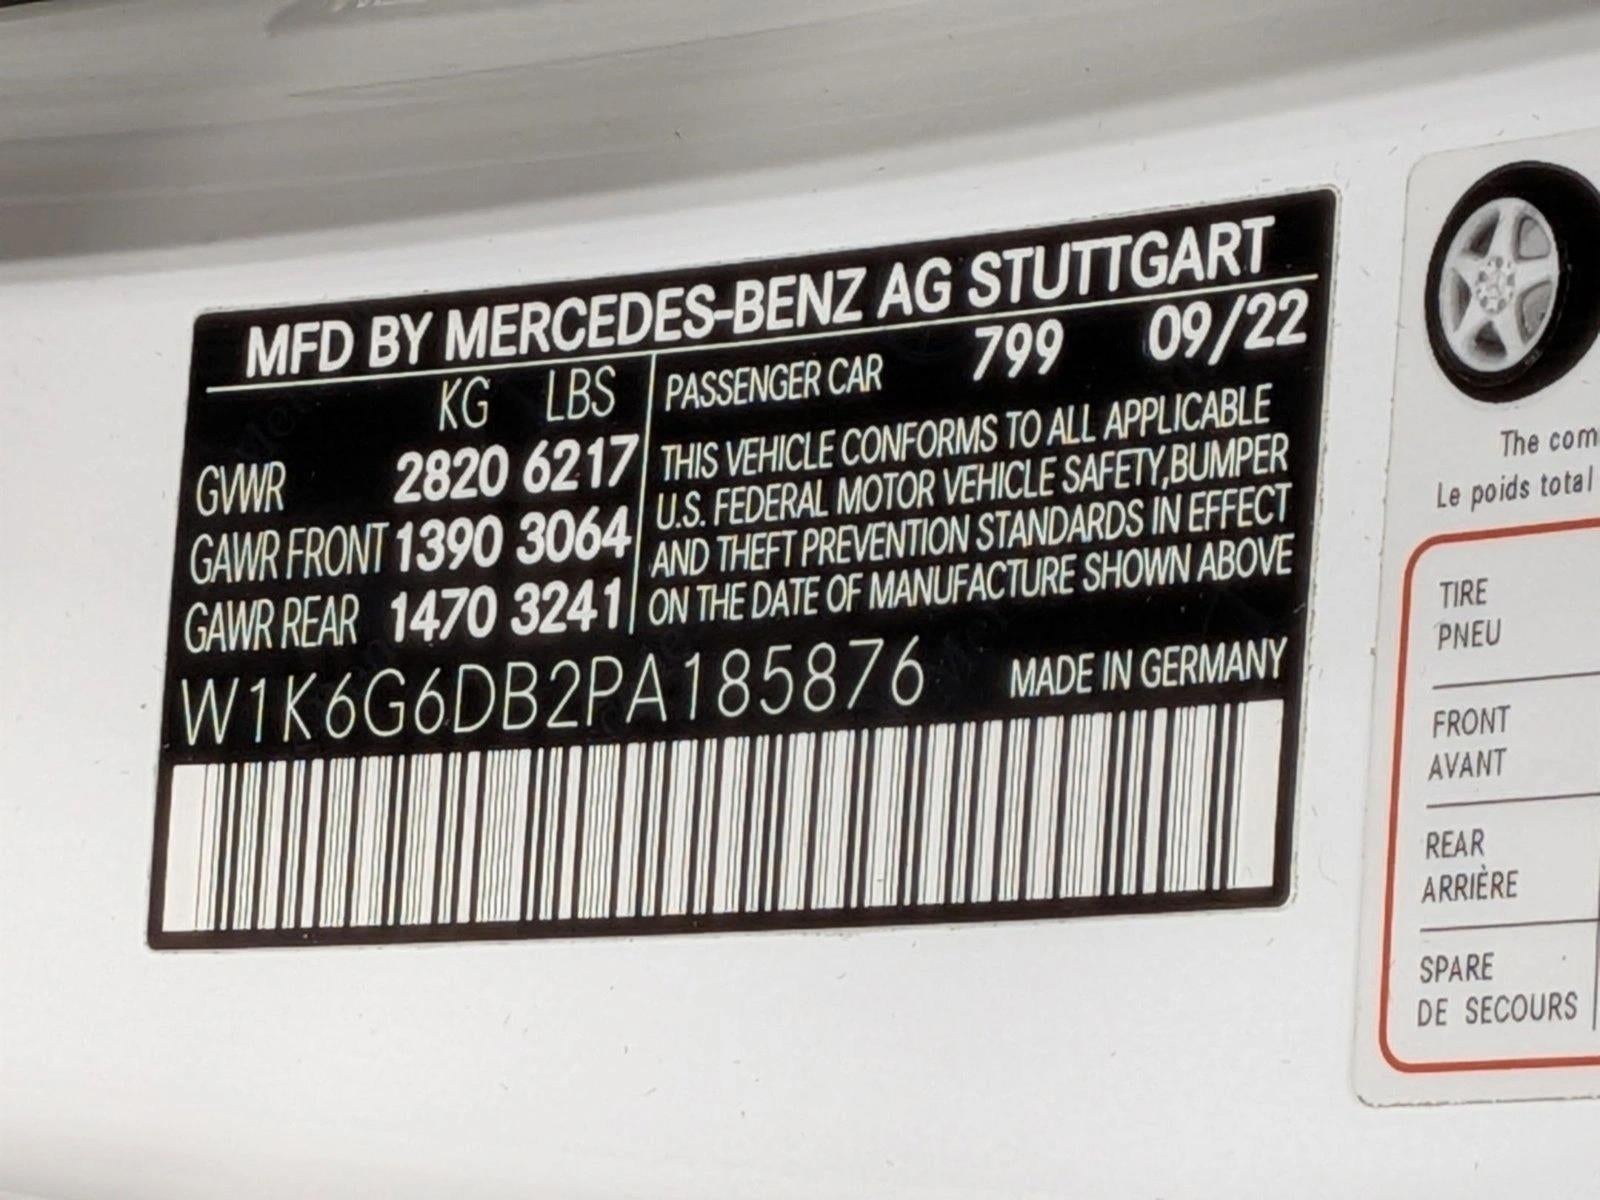 MFD BY MERCEDES-BENZ AG STUTTGART
KG LBS
GVWR 2820 6217
GAWR FRONT 1390 3064
GAWR REAR 1470 3241
PASSENGER CAR 799 09/22
THIS VEHICLE CONFORMS TO ALL APPLICABLE
U.S. FEDERAL MOTOR VEHICLE SAFETY,BUMPER
AND THEFT PREVENTION STANDARDS IN EFFECT
ON THE DATE OF MANUFACTURE SHOWN ABOVE
W1K6G6DB2PA185876 MADE IN GERMANY
The com
Le poids total
TIRE
PNEU
FRONT
AVANT
REAR
ARRIÈRE
SPARE
DE SECOURS